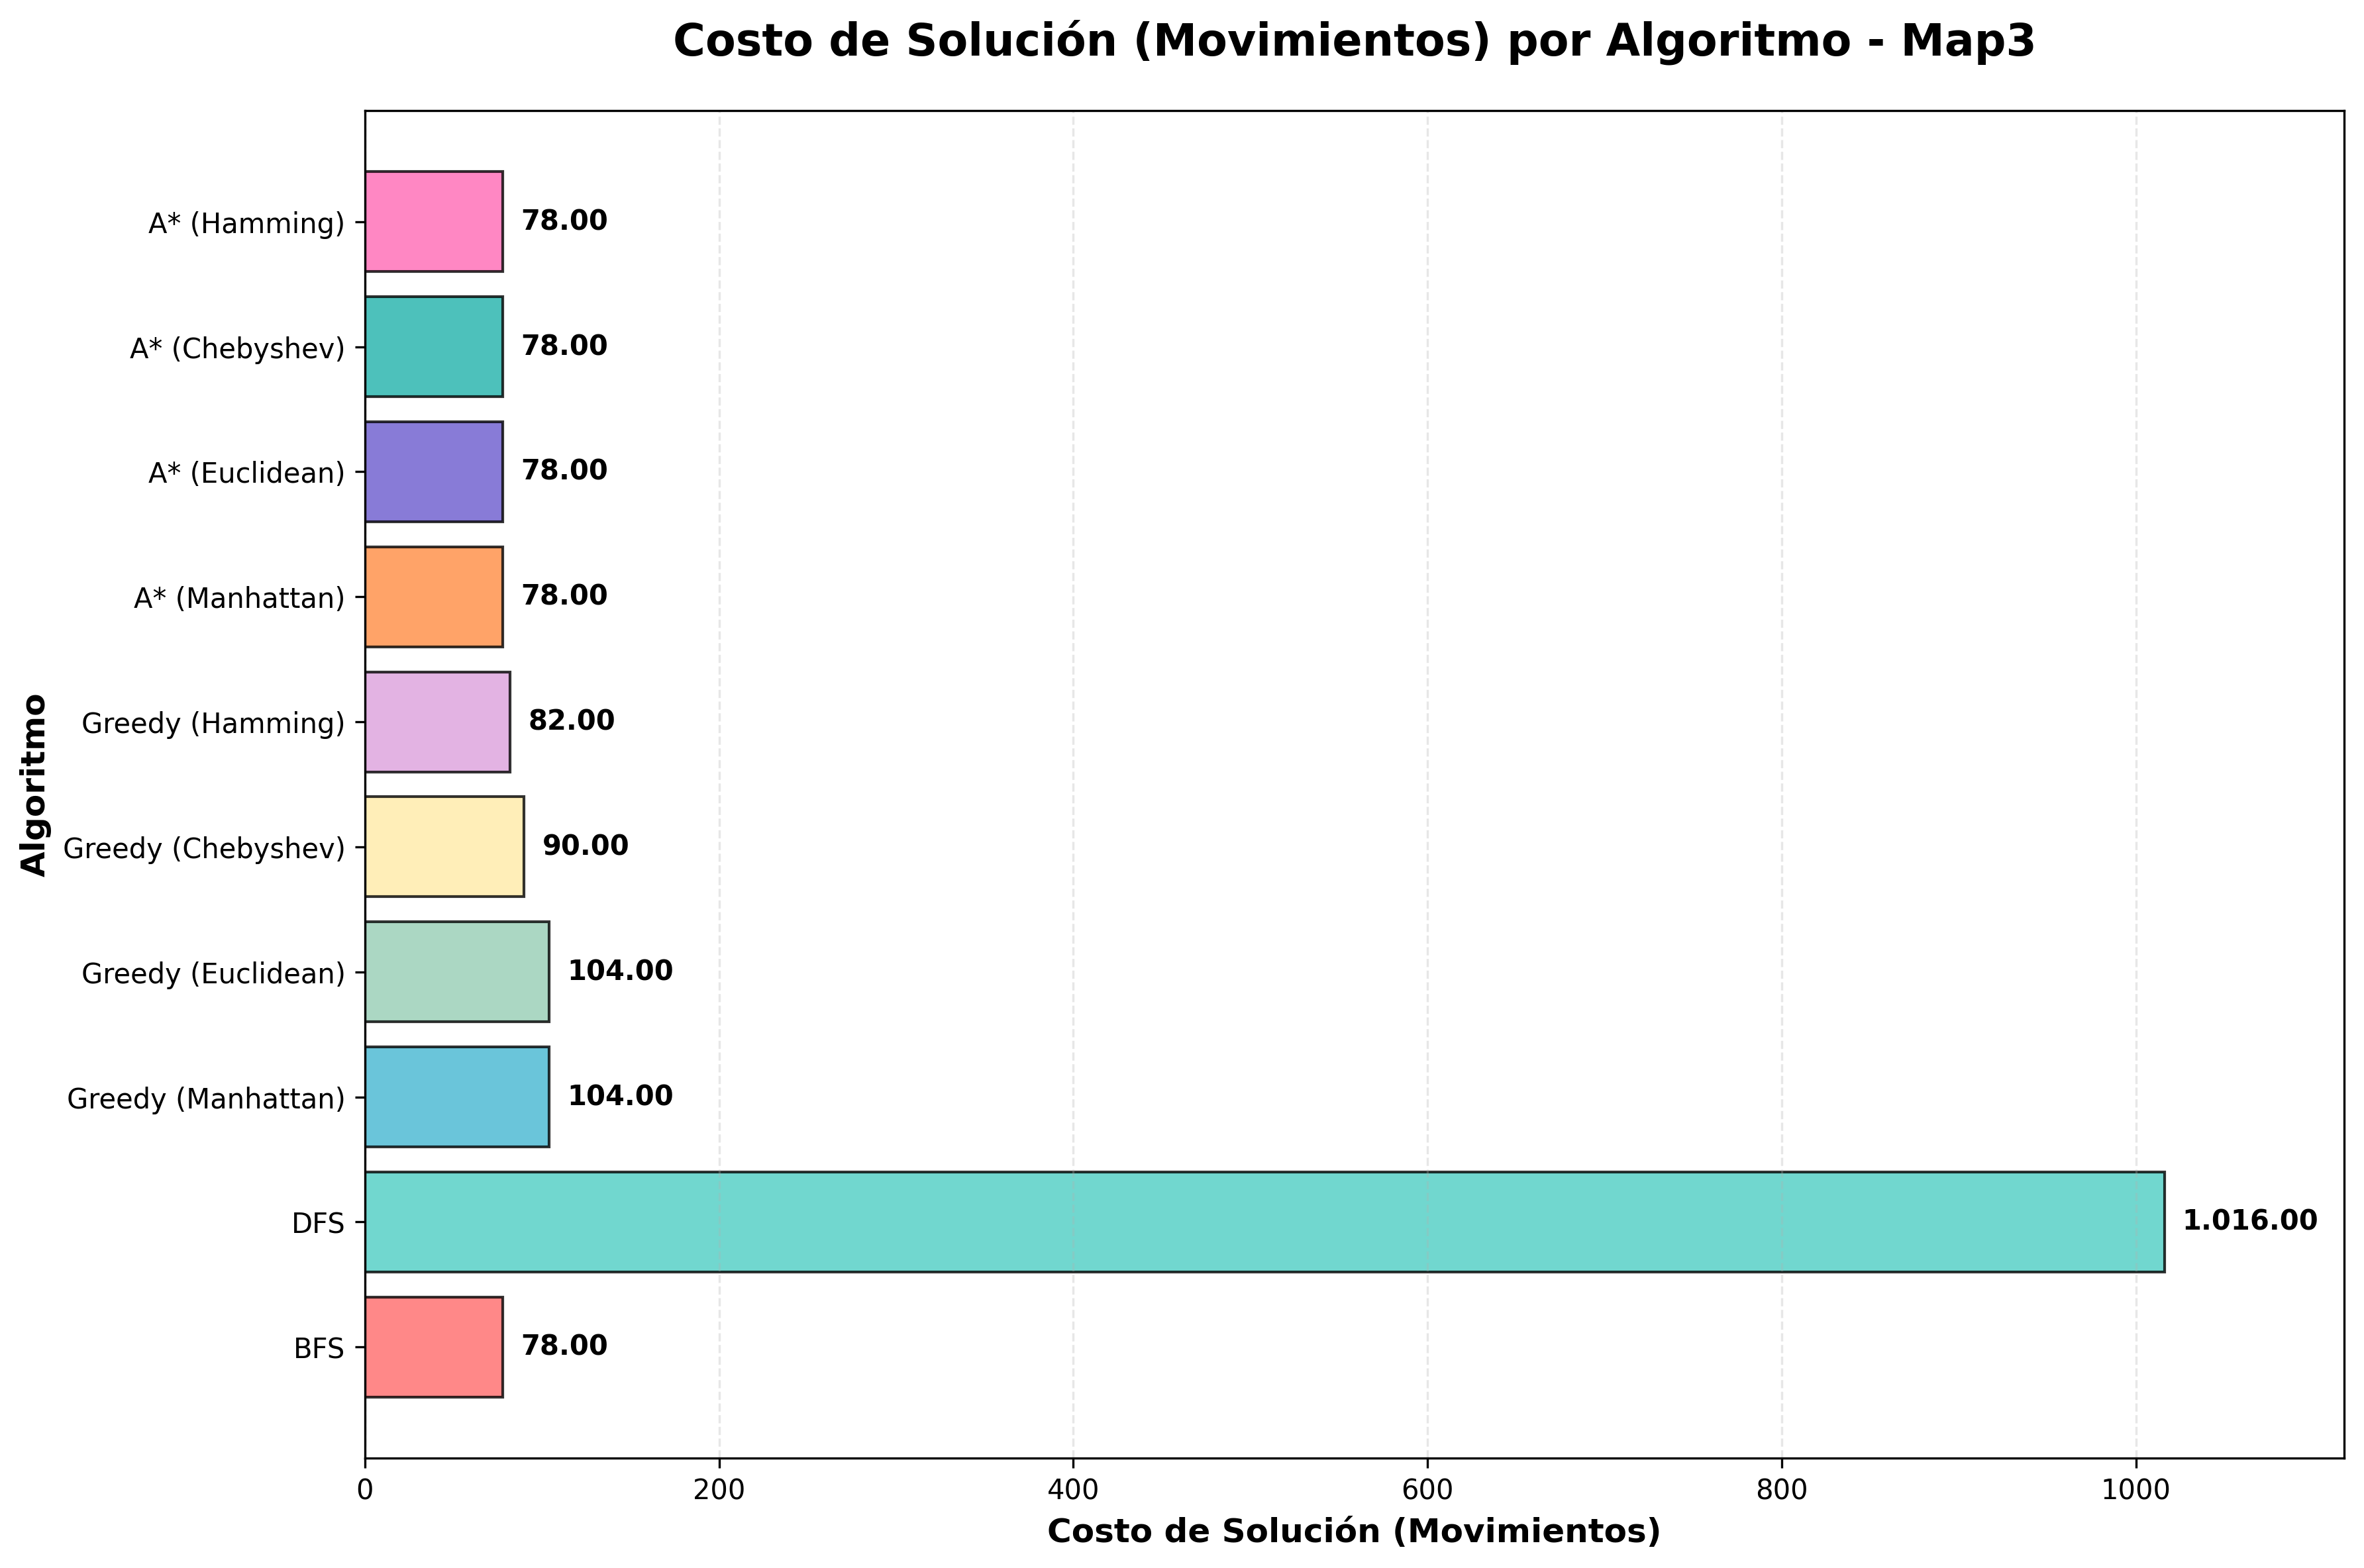 Costo de Solución (Movimientos) por Algoritmo - Map3
Algoritmo
A* (Hamming) 78.00
A* (Chebyshev) 78.00
A* (Euclidean) 78.00
A* (Manhattan) 78.00
Greedy (Hamming) 82.00
Greedy (Chebyshev) 90.00
Greedy (Euclidean) 104.00
Greedy (Manhattan) 104.00
DFS 1.016.00
BFS 78.00
0 200 400 600 800 1000
Costo de Solución (Movimientos)